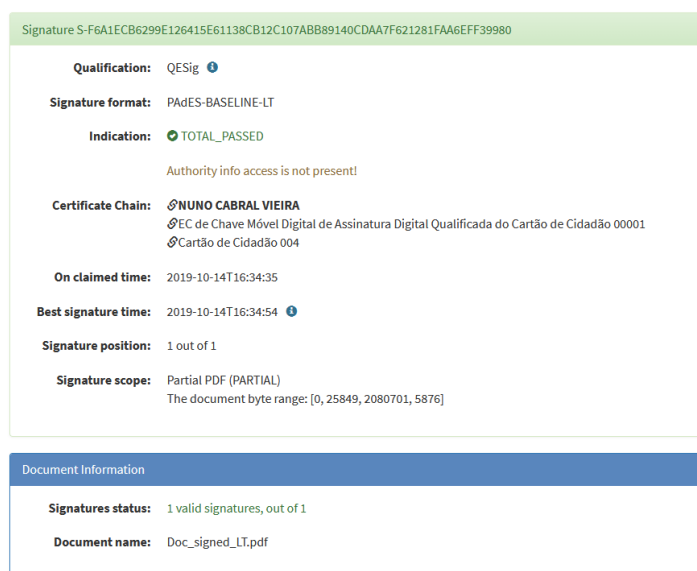 Signature S-F6A1ECB6299E126415E61138CB12C107ABB89140CDAA7F621281FAA6EFF39980
Qualification: QESig
Signature format: PAdES-BASELINE-LT
Indication: TOTAL_PASSED
Authority info access is not present!
Certificate Chain: NUNO CABRAL VIEIRA
EC de Chave Móvel Digital de Assinatura Digital Qualificada do Cartão de Cidadão 00001
Cartão de Cidadão 004
On claimed time: 2019-10-14T16:34:35
Best signature time: 2019-10-14T16:34:54
Signature position: 1 out of 1
Signature scope: Partial PDF (PARTIAL)
The document byte range: [0, 25849, 2080701, 5876]
Document Information
Signatures status: 1 valid signatures, out of 1
Document name: Doc_signed_LT.pdf